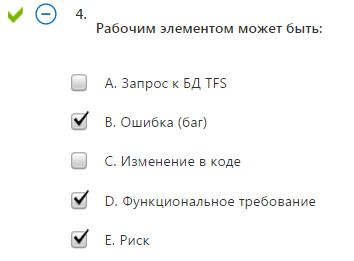 4.
Рабочим элементом может быть:
A. Запрос к БД TFS
B. Ошибка (баг)
C. Изменение в коде
D. Функциональное требование
E. Риск